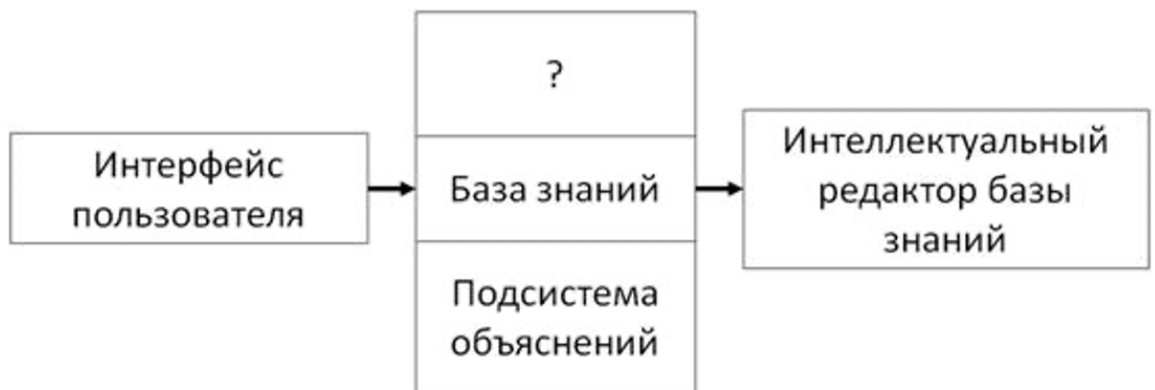 ?
Интерфейс
пользователя
База знаний
Подсистема
объяснений
Интеллектуальный
редактор базы
знаний